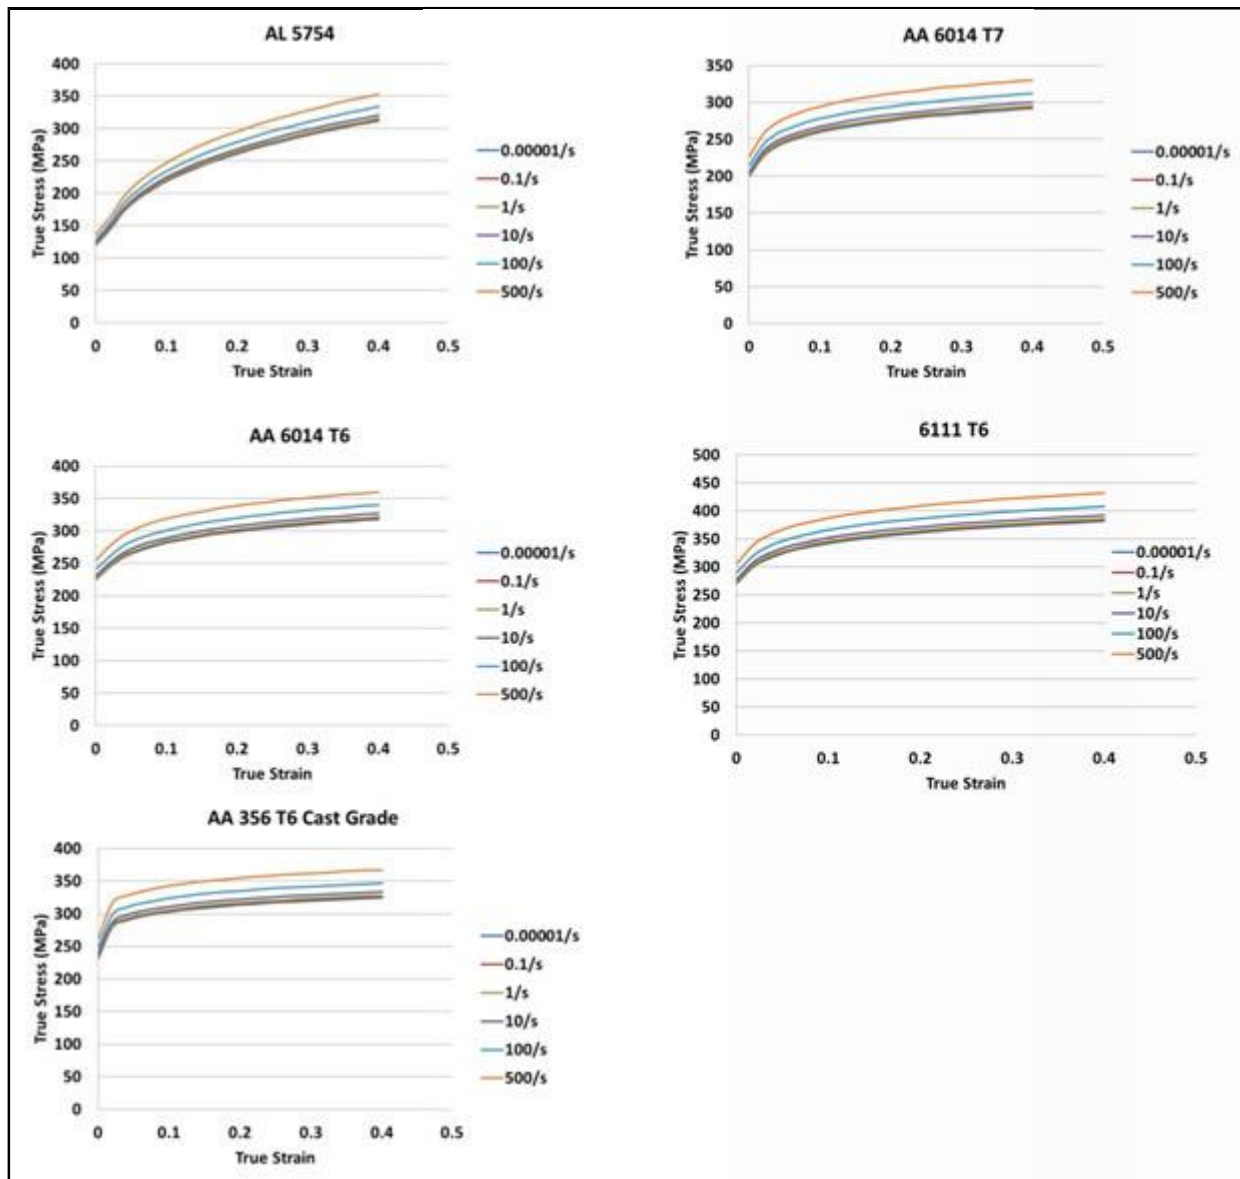 AL 5754
True Stress (MPa)
400
350
300
250
200
150
100
50
0
0 0.1 0.2 0.3 0.4 0.5
True Strain
0.00001/s
0.1/s
1/s
10/s
100/s
500/s
AA 6014 T7
True Stress (MPa)
350
300
250
200
150
100
50
0
0 0.1 0.2 0.3 0.4 0.5
True Strain
0.00001/s
0.1/s
1/s
10/s
100/s
500/s
AA 6014 T6
True Stress (MPa)
400
350
300
250
200
150
100
50
0
0 0.1 0.2 0.3 0.4 0.5
True Strain
0.00001/s
0.1/s
1/s
10/s
100/s
500/s
6111 T6
True Stress (MPa)
500
450
400
350
300
250
200
150
100
50
0
0 0.1 0.2 0.3 0.4 0.5
True Strain
0.00001/s
0.1/s
1/s
10/s
100/s
500/s
AA 356 T6 Cast Grade
True Stress (MPa)
400
350
300
250
200
150
100
50
0
0 0.1 0.2 0.3 0.4 0.5
True Strain
0.00001/s
0.1/s
1/s
10/s
100/s
500/s